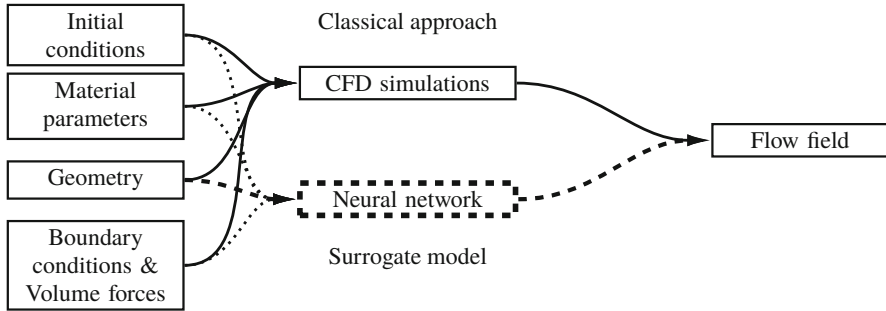 Initial
conditions
Material
parameters
Geometry
Boundary
conditions &
Volume forces
Classical approach
CFD simulations
Neural network
Surrogate model
Flow field